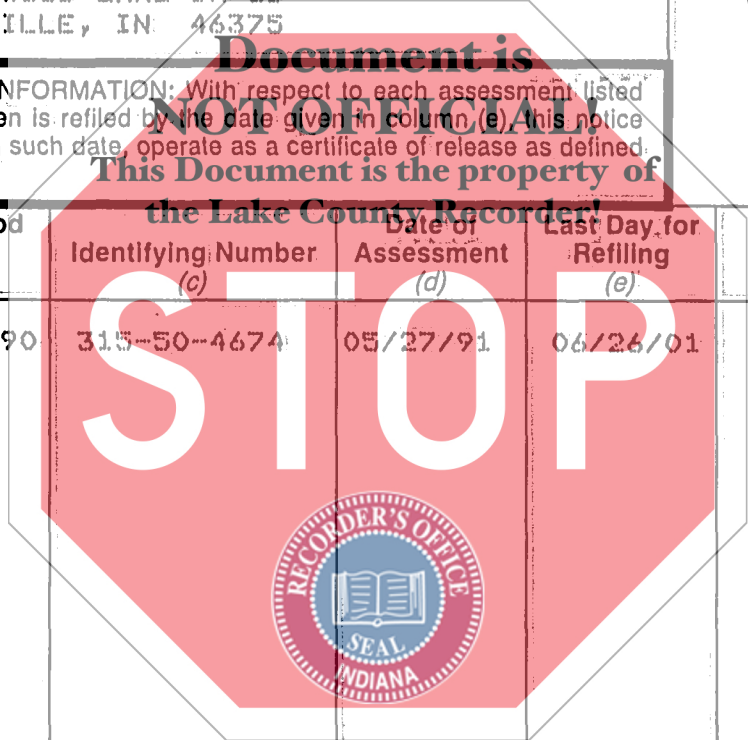 ILLE, IN 46375
Document is
NFORMATION: With respect to each assessment listed
NOT OFFICIAL!
en is refiled by the date given in column (e), this notice
such date, operate as a certificate of release as defined
This Document is the property of
the Lake County Recorder!
d
Identifying Number
(c)
Date of
Assessment
(d)
Last Day for
Refiling
(e)
90 315-50-4674 05/27/91 06/26/01
STOP
RECORDER'S OFFICE
SEAL
INDIANA